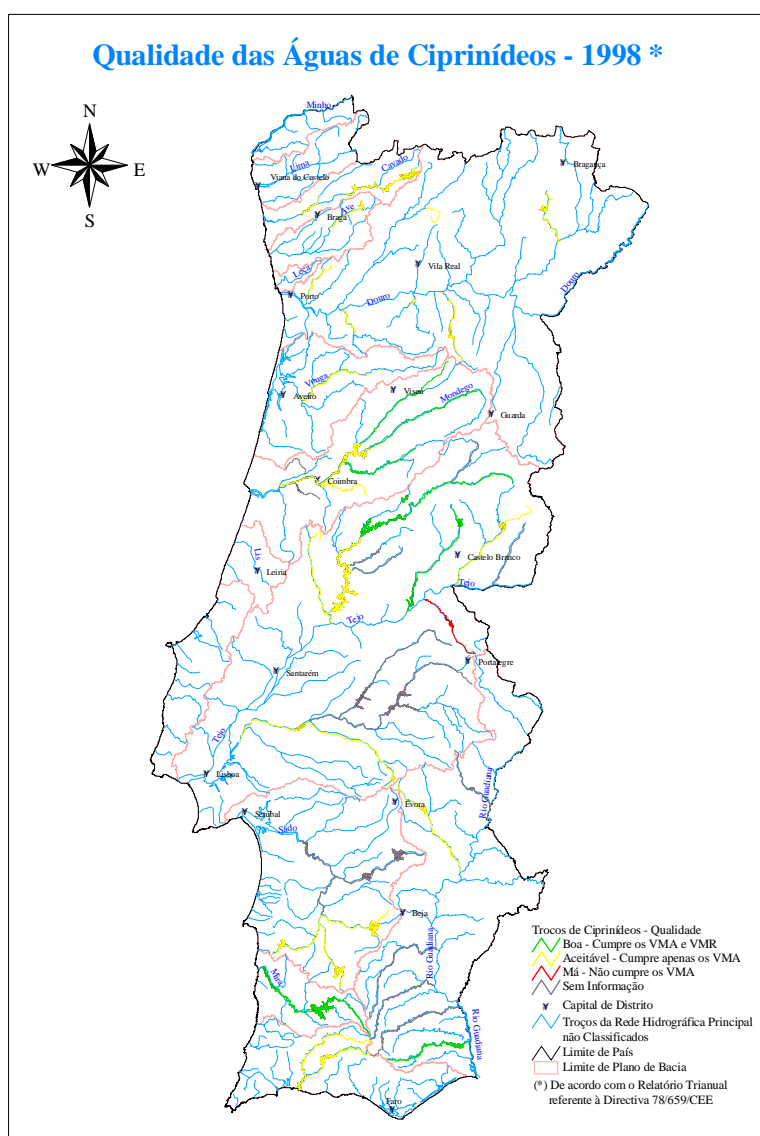 Qualidade das Águas de Ciprinídeos - 1998 *
N
W
E
S
Minho
Lima
Cavado
Bragança
Viana do Castelo
Ave
Braga
Leça
Vila Real
Douro
Porto
Douro
Vouga
Viseu
Mondego
Aveiro
Guarda
Coimbra
Lis
Castelo Branco
Leiria
Tejo
Tejo
Portalegre
Santarém
Tejo
Lisboa
Rio Guadiana
Évora
Setúbal
Sado
Beja
Rio Guadiana
Mira
Rio Guadiana
Faro
Trocos de Ciprinídeos - Qualidade
Boa - Cumpre os VMA e VMR
Aceitável - Cumpre apenas os VMA
Má - Não cumpre os VMA
Sem Informação
Capital de Distrito
Troços da Rede Hidrográfica Principal
não Classificados
Limite de País
Limite de Plano de Bacia
(*) De acordo com o Relatório Trianual
referente à Directiva 78/659/CEE